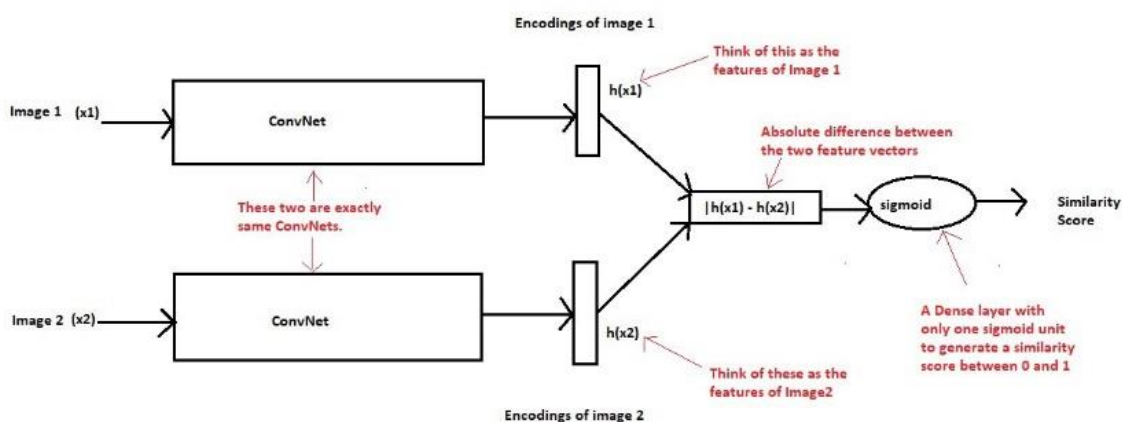 Encodings of image 1
Think of this as the
features of Image 1
Image 1 (x1)
ConvNet
h(x1)
Absolute difference between
the two feature vectors
These two are exactly
same ConvNets.
|h(x1) - h(x2)|
sigmoid
Similarity
Score
Image 2 (x2)
ConvNet
h(x2)
A Dense layer with
only one sigmoid unit
to generate a similarity
score between 0 and 1
Think of these as the
features of Image2
Encodings of image 2